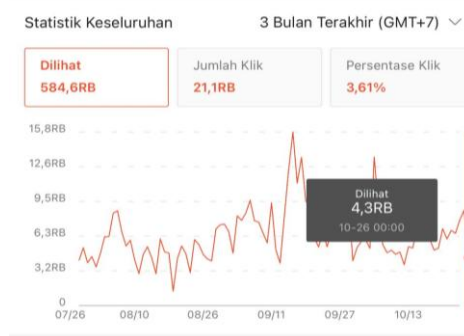 Statistik Keseluruhan
3 Bulan Terakhir (GMT+7)
Dilihat
584,6RB
Jumlah Klik
21,1RB
Persentase Klik
3,61%
15,8RB
12,6RB
9,5RB
6,3RB
3,2RB
0
Dilihat
4,3RB
10-26 00:00
07/26 08/10 08/26 09/11 09/27 10/13